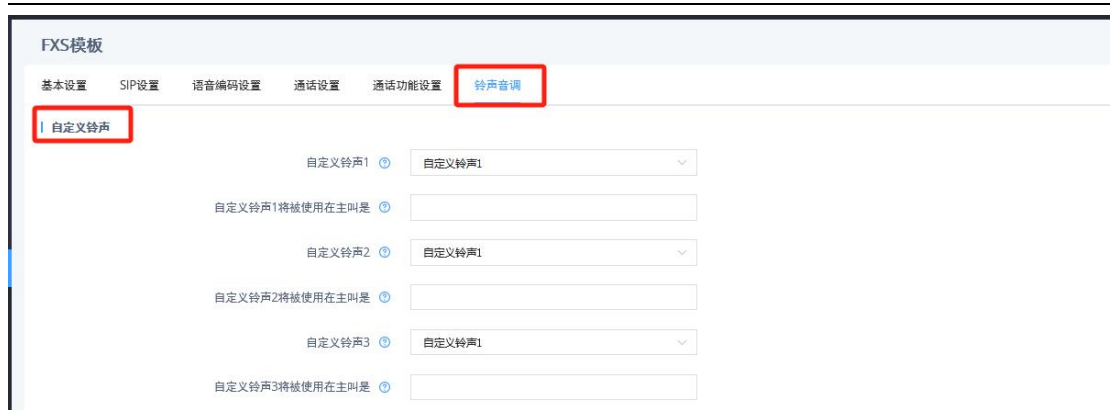 FXS模板
基本设置 SIP设置 语音编码设置 通话设置 通话功能设置 铃声音调
自定义铃声
自定义铃声1 自定义铃声1
自定义铃声1将被使用在主叫是
自定义铃声2 自定义铃声1
自定义铃声2将被使用在主叫是
自定义铃声3 自定义铃声1
自定义铃声3将被使用在主叫是